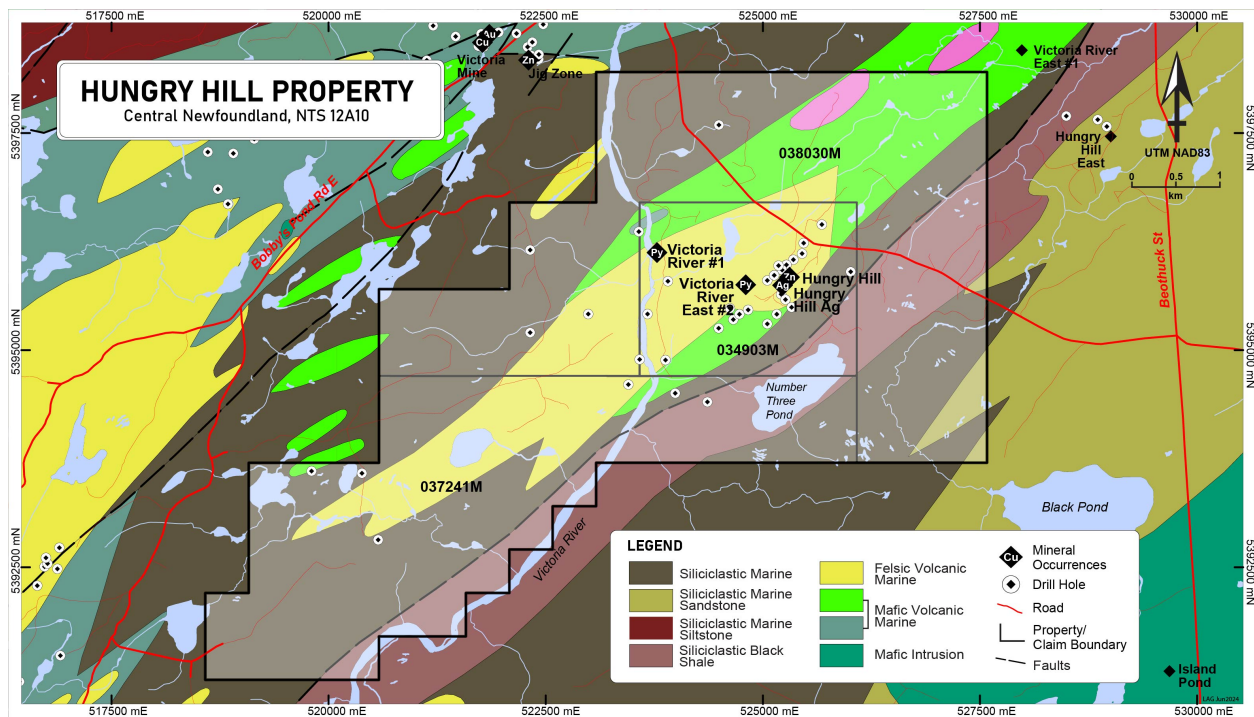 517500 mE
520000 mE
522500 mE
525000 mE
527500 mE
530000 mE
HUNGRY HILL PROPERTY
Central Newfoundland, NTS 12A10
Au
Cu
Victoria
Mine
Zn
Jig Zone
Victoria River
East #1
Hungry
Hill
East
UTM NAD83
0
0.5
1
km
5397500 mN
5397500 mN
038030M
Bobby's Pond Rd E
Beothuck St
Py
Victoria
River #1
Victoria
River
East #2
Py
Zn
Hungry Hill
Ag
Hungry
Hill Ag
034903M
5395000 mN
5395000 mN
Number
Three
Pond
037241M
Black Pond
Victoria River
5392500 mN
5392500 mN
LEGEND
Siliciclastic Marine
Siliciclastic Marine
Sandstone
Siliciclastic Marine
Siltstone
Siliciclastic Black
Shale
Felsic Volcanic
Marine
Mafic Volcanic
Marine
Mafic Intrusion
Cu
Mineral
Occurrences
Drill Hole
Road
Property/
Claim Boundary
Faults
Island
Pond
LAG Jun2024
517500 mE
520000 mE
522500 mE
525000 mE
527500 mE
530000 mE